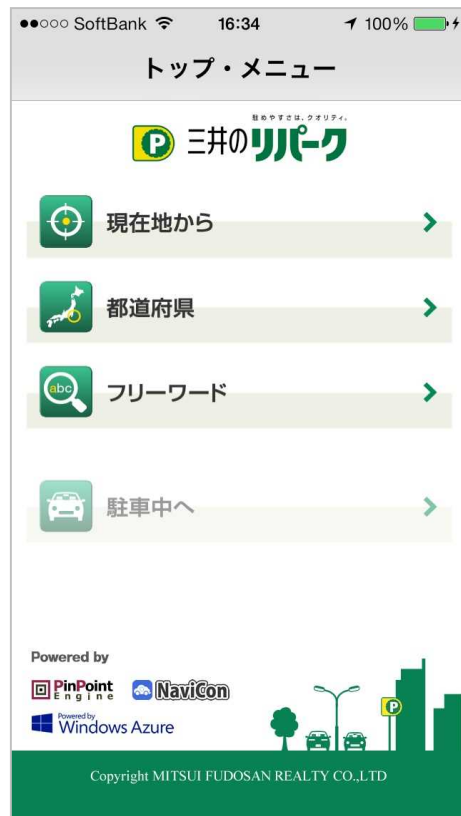 SoftBank 16:34 100%
トップ・メニュー
駐めやすさは、クオリティ。
P 三井のリパーク
現在地から
都道府県
abc フリーワード
駐車中へ
Powered by
PinPoint Engine NaviCon
Powered by
Windows Azure
P
Copyright MITSUI FUDOSAN REALTY CO.,LTD